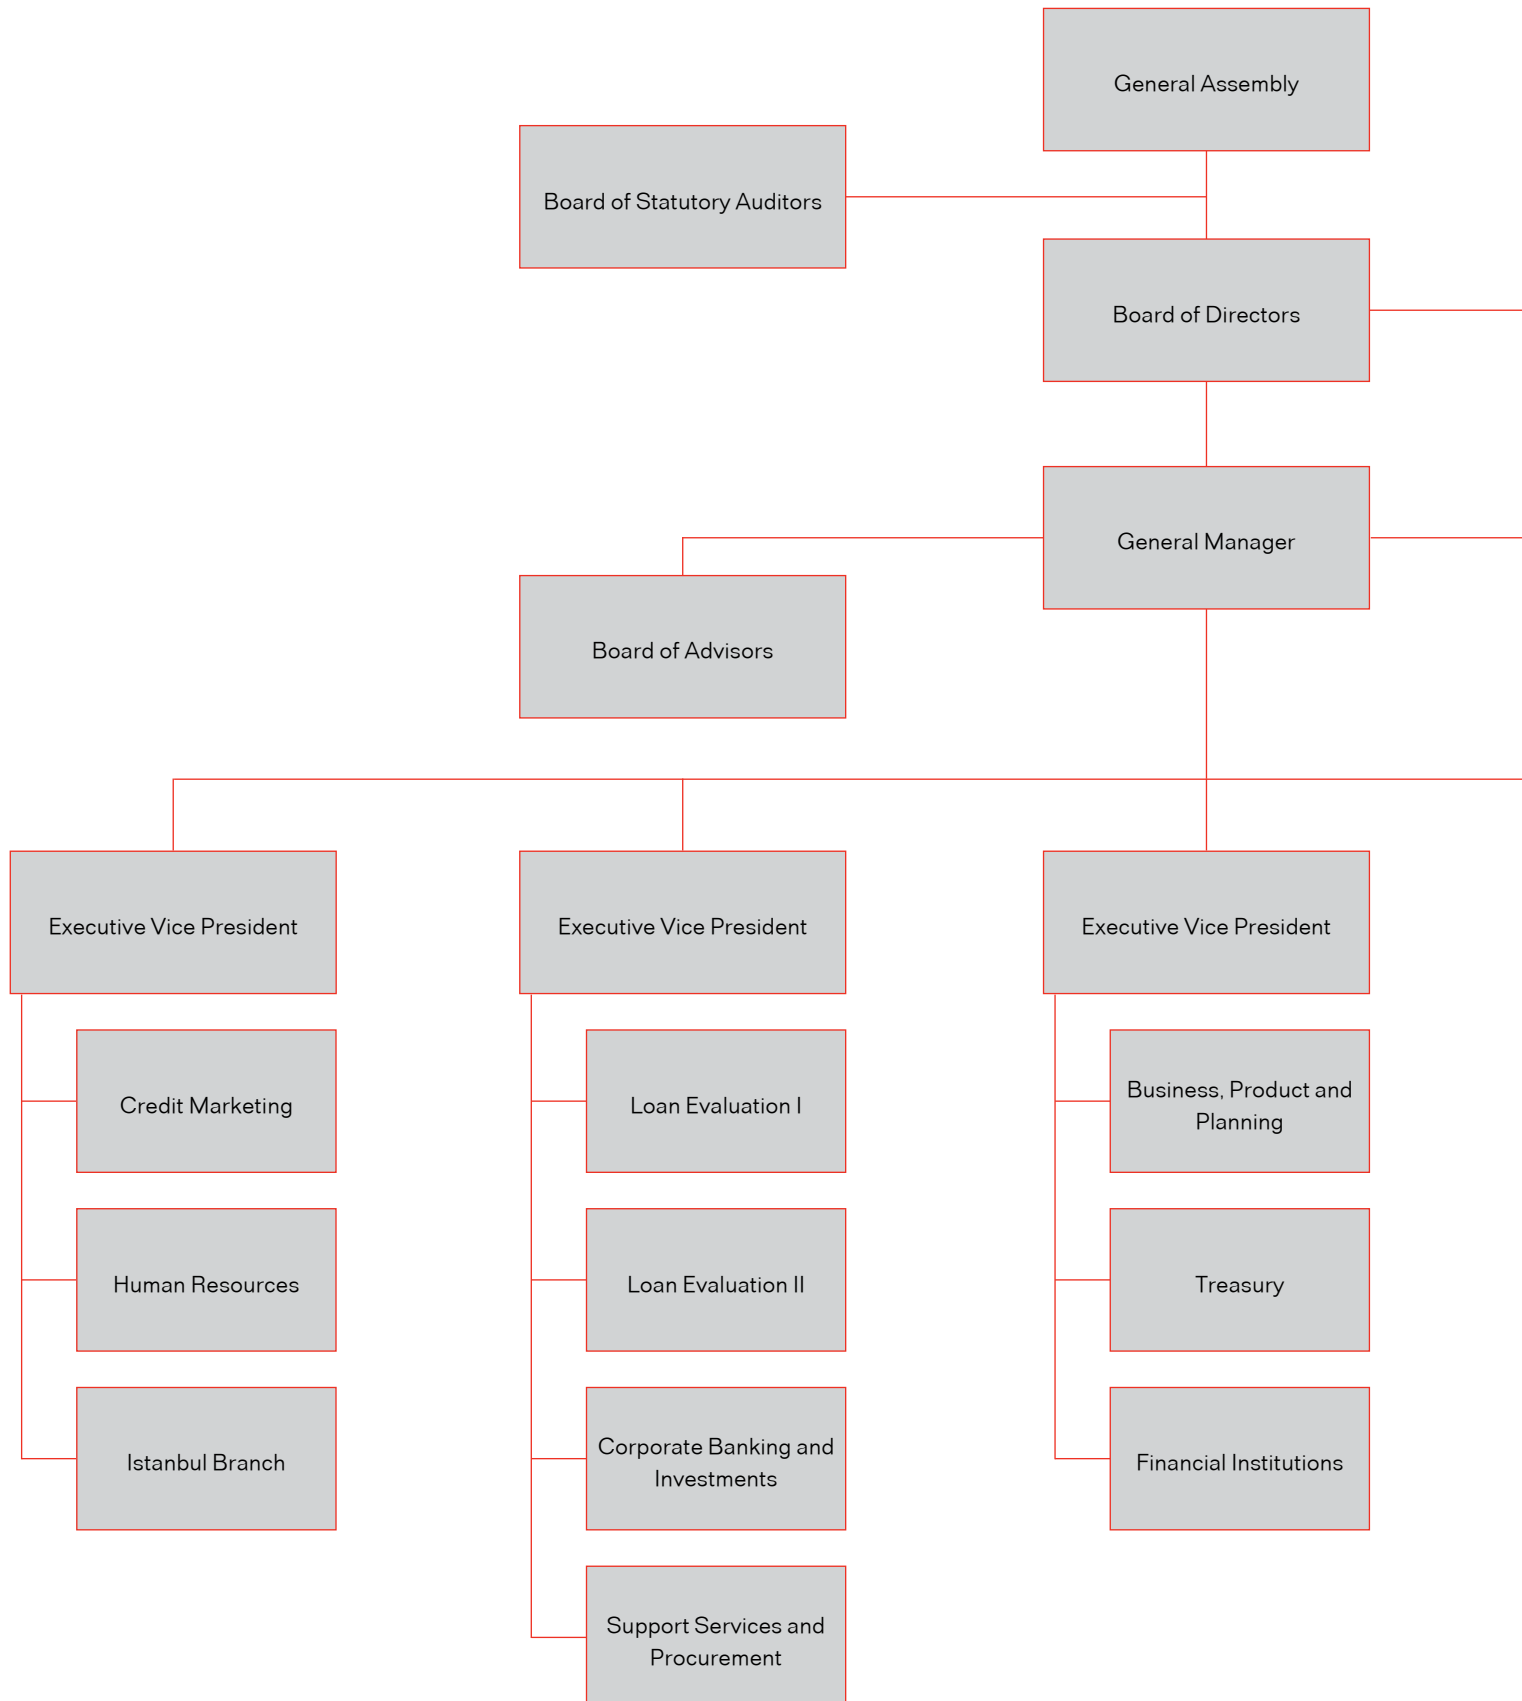 General Assembly
Board of Statutory Auditors
Board of Directors
General Manager
Board of Advisors
Executive Vice President
Credit Marketing
Human Resources
Istanbul Branch
Executive Vice President
Loan Evaluation I
Loan Evaluation II
Corporate Banking and
Investments
Support Services and
Procurement
Executive Vice President
Business, Product and
Planning
Treasury
Financial Institutions